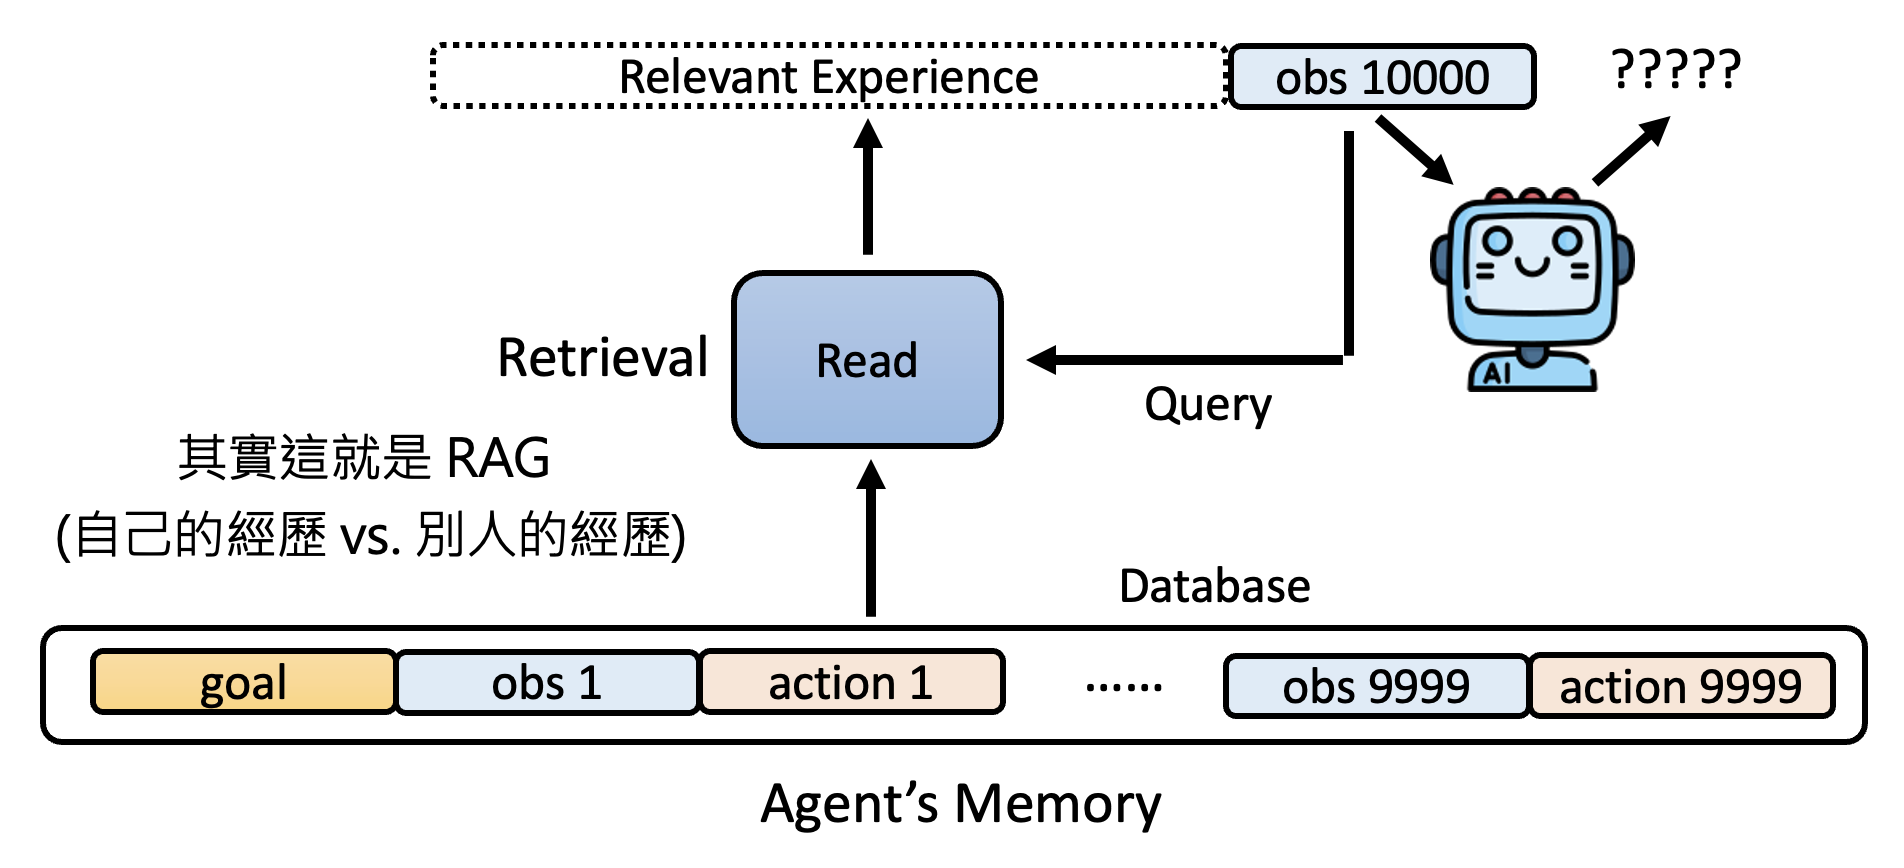 Relevant Experience
obs 10000
?????
Retrieval
Read
Query
AI
其實這就是 RAG
(自己的經歷 vs. 別人的經歷)
Database
goal
obs 1
action 1
......
obs 9999
action 9999
Agent’s Memory